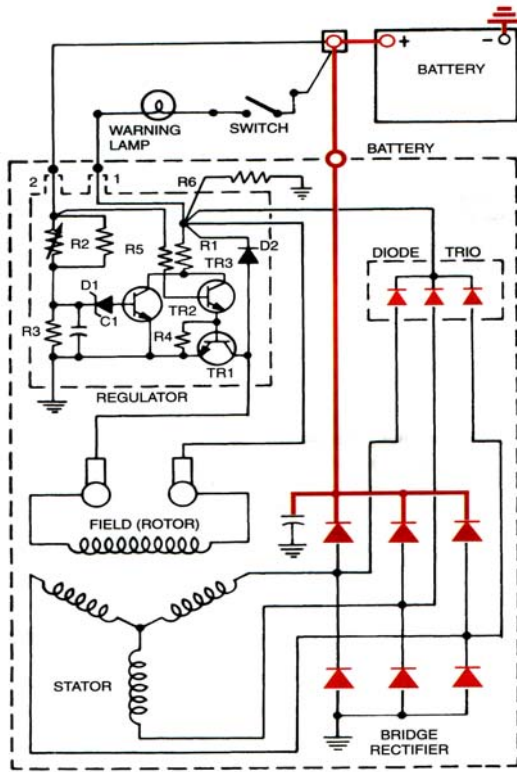 + -
BATTERY
WARNING
LAMP
SWITCH
BATTERY
2 1
R6
R2
R5
R1
D2
TR3
DIODE TRIO
D1
C1
TR2
R3
R4
TR1
REGULATOR
FIELD (ROTOR)
STATOR
BRIDGE
RECTIFIER